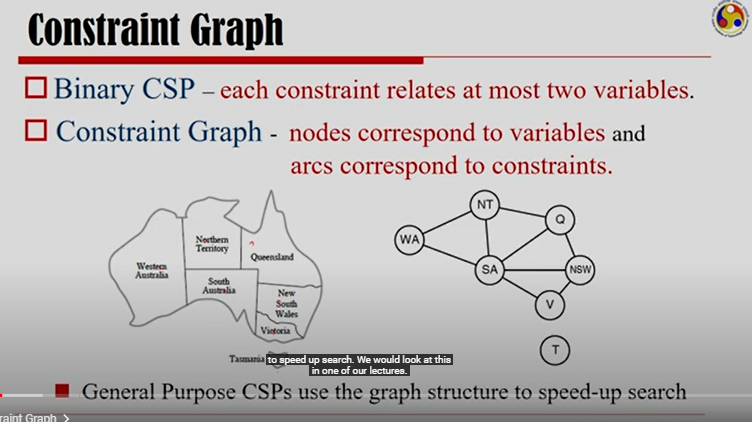 Constraint Graph
Binary CSP – each constraint relates at most two variables.
Constraint Graph - nodes correspond to variables and
arcs correspond to constraints.
Northern
Territory
Queensland
Western
Australia
South
Australia
New
South
Wales
Victoria
Tasmania
NT
Q
WA
SA
NSW
V
T
to speed up search. We would look at this
in one of our lectures.
General Purpose CSPs use the graph structure to speed-up search
raint Graph >